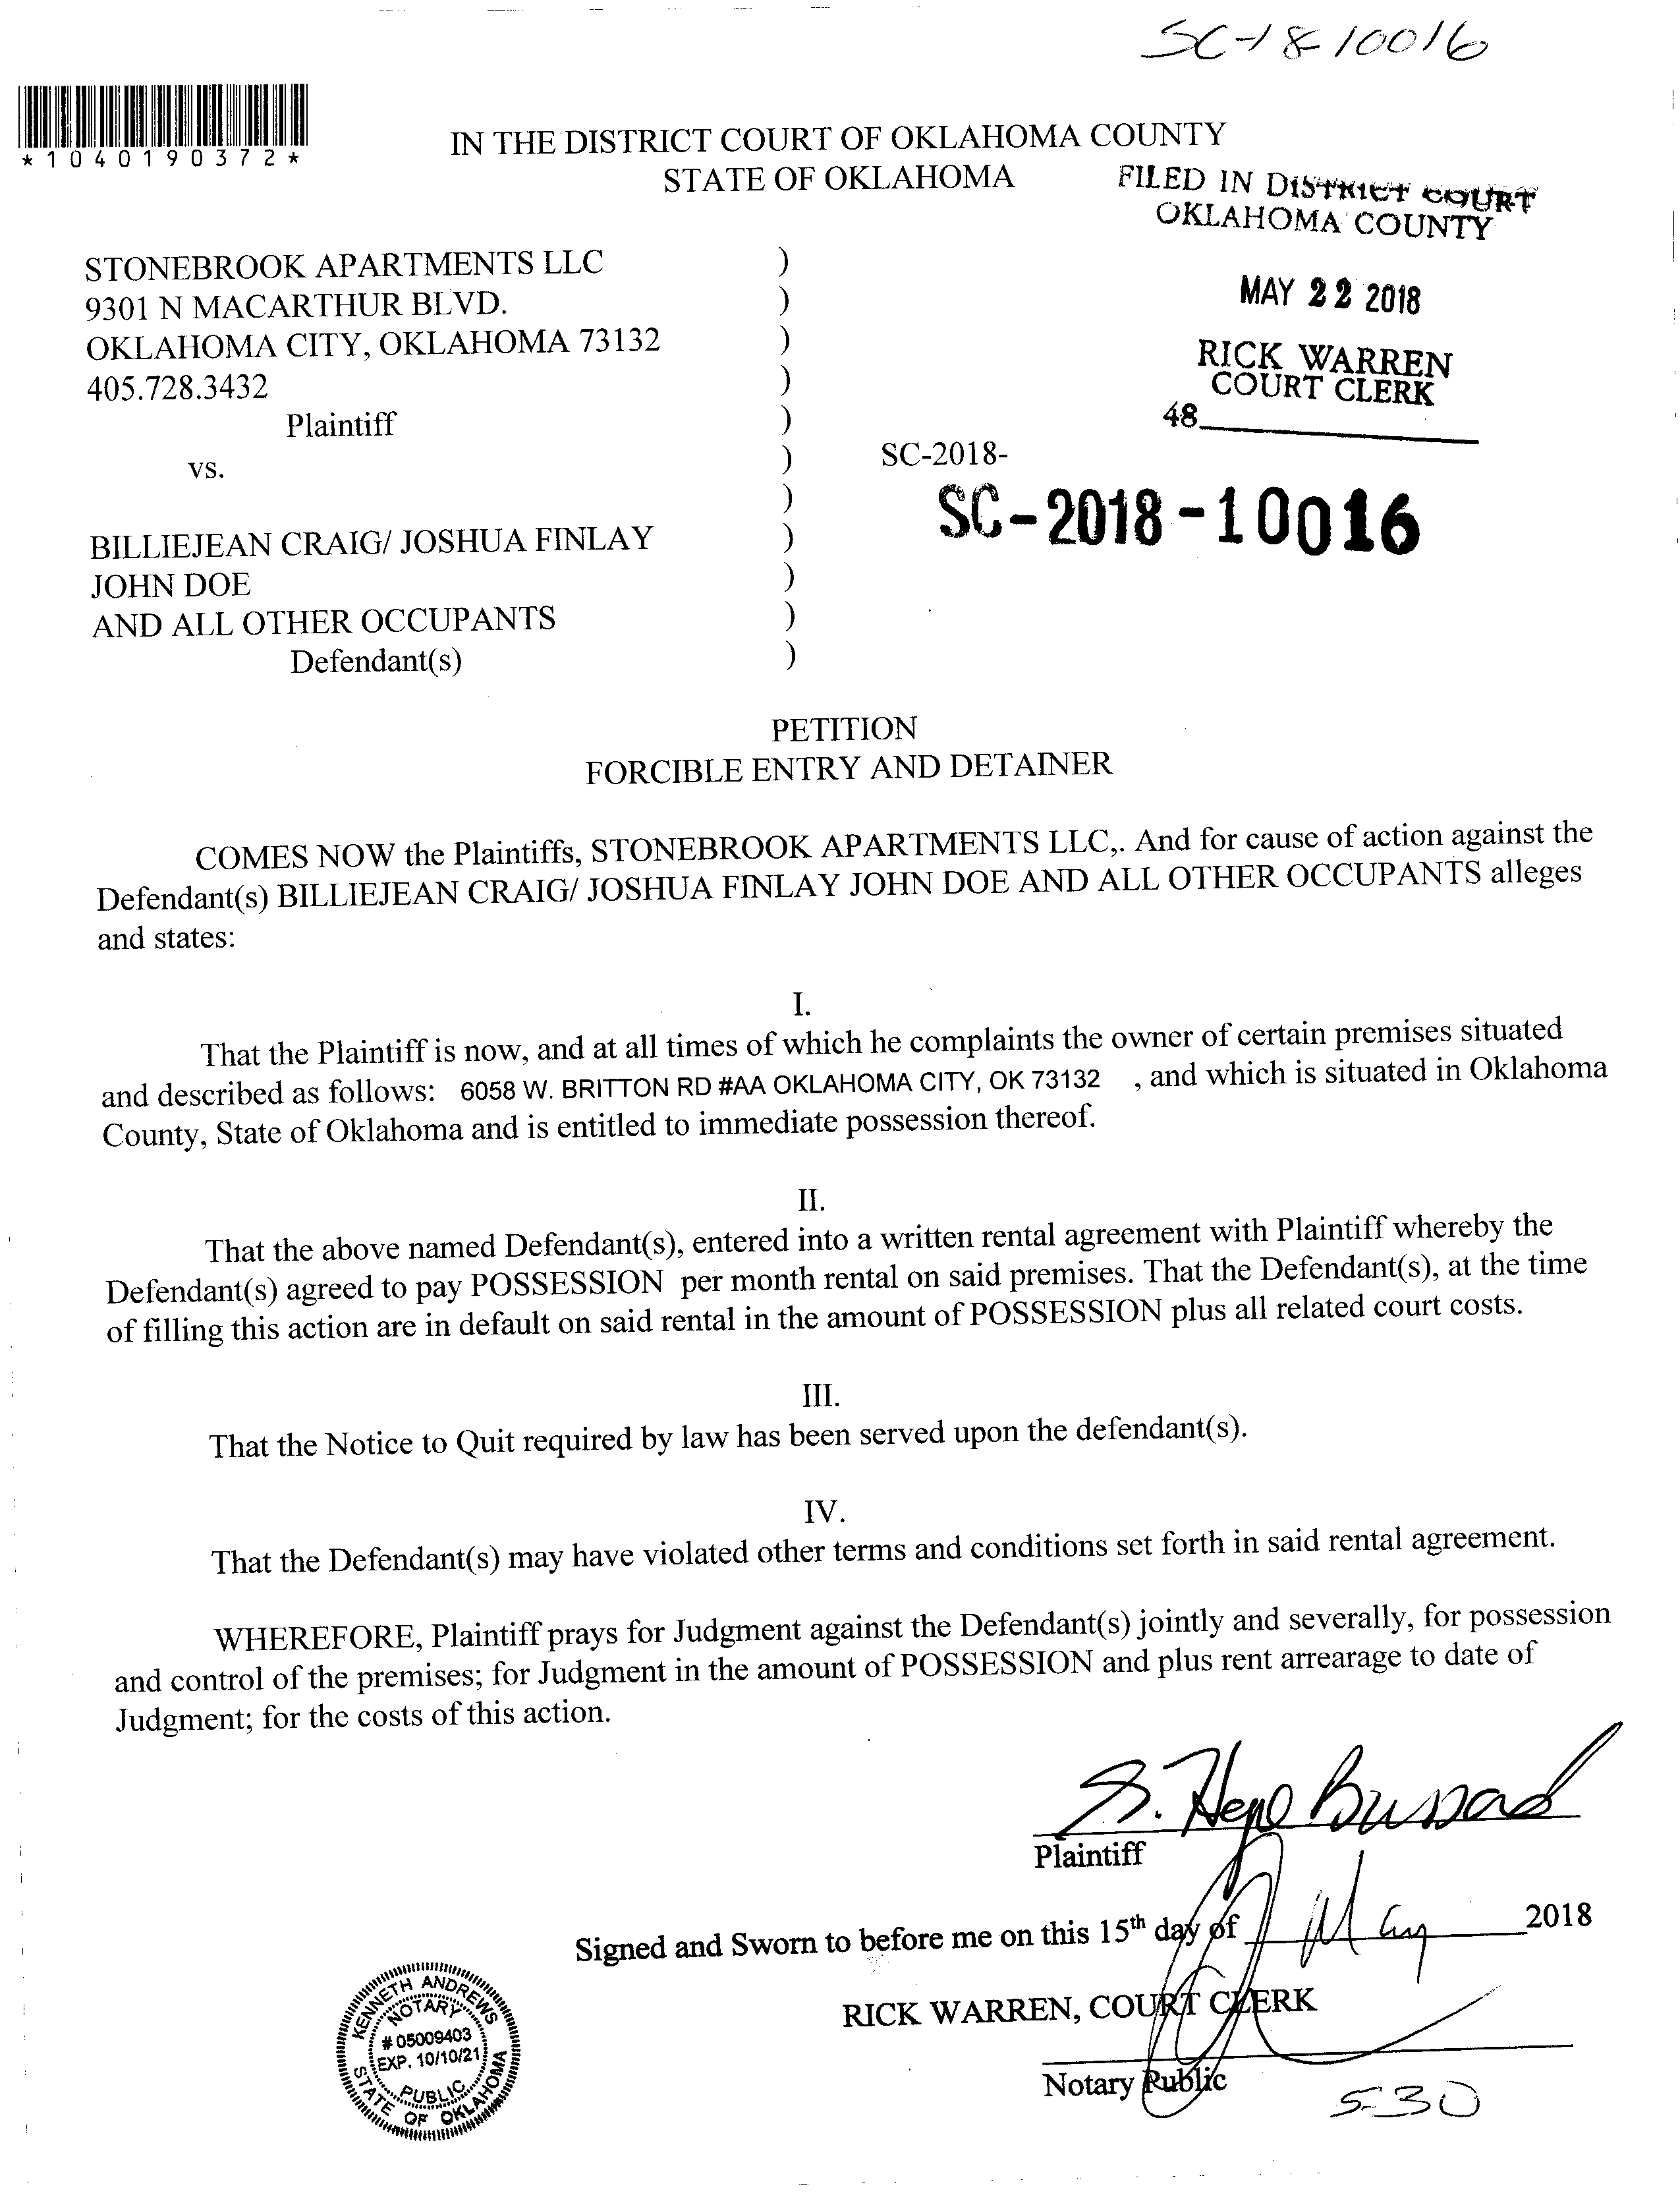 SC-18-10016
*1040190372*
IN THE DISTRICT COURT OF OKLAHOMA COUNTY
STATE OF OKLAHOMA
FILED IN DISTRICT COURT
OKLAHOMA COUNTY
MAY 22 2018
RICK WARREN
COURT CLERK
48
STONEBROOK APARTMENTS LLC )
9301 N MACARTHUR BLVD. )
OKLAHOMA CITY, OKLAHOMA 73132 )
405.728.3432 )
Plaintiff )
vs. ) SC-2018-
) SC-2018-10016
BILLIEJEAN CRAIG/ JOSHUA FINLAY )
JOHN DOE )
AND ALL OTHER OCCUPANTS )
Defendant(s) )
PETITION
FORCIBLE ENTRY AND DETAINER
COMES NOW the Plaintiffs, STONEBROOK APARTMENTS LLC,. And for cause of action against the
Defendant(s) BILLIEJEAN CRAIG/ JOSHUA FINLAY JOHN DOE AND ALL OTHER OCCUPANTS alleges
and states:
I.
That the Plaintiff is now, and at all times of which he complaints the owner of certain premises situated
and described as follows: 6058 W. BRITTON RD #AA OKLAHOMA CITY, OK 73132 , and which is situated in Oklahoma
County, State of Oklahoma and is entitled to immediate possession thereof.
II.
That the above named Defendant(s), entered into a written rental agreement with Plaintiff whereby the
Defendant(s) agreed to pay POSSESSION per month rental on said premises. That the Defendant(s), at the time
of filling this action are in default on said rental in the amount of POSSESSION plus all related court costs.
III.
That the Notice to Quit required by law has been served upon the defendant(s).
IV.
That the Defendant(s) may have violated other terms and conditions set forth in said rental agreement.
WHEREFORE, Plaintiff prays for Judgment against the Defendant(s) jointly and severally, for possession
and control of the premises; for Judgment in the amount of POSSESSION and plus rent arrearage to date of
Judgment; for the costs of this action.
Plaintiff
Signed and Sworn to before me on this 15th day of May 2018
RICK WARREN, COURT CLERK
Notary Public
5-30
KENNETH ANDREWS
NOTARY
# 05009403
EXP. 10/10/21
PUBLIC
STATE OF OKLAHOMA